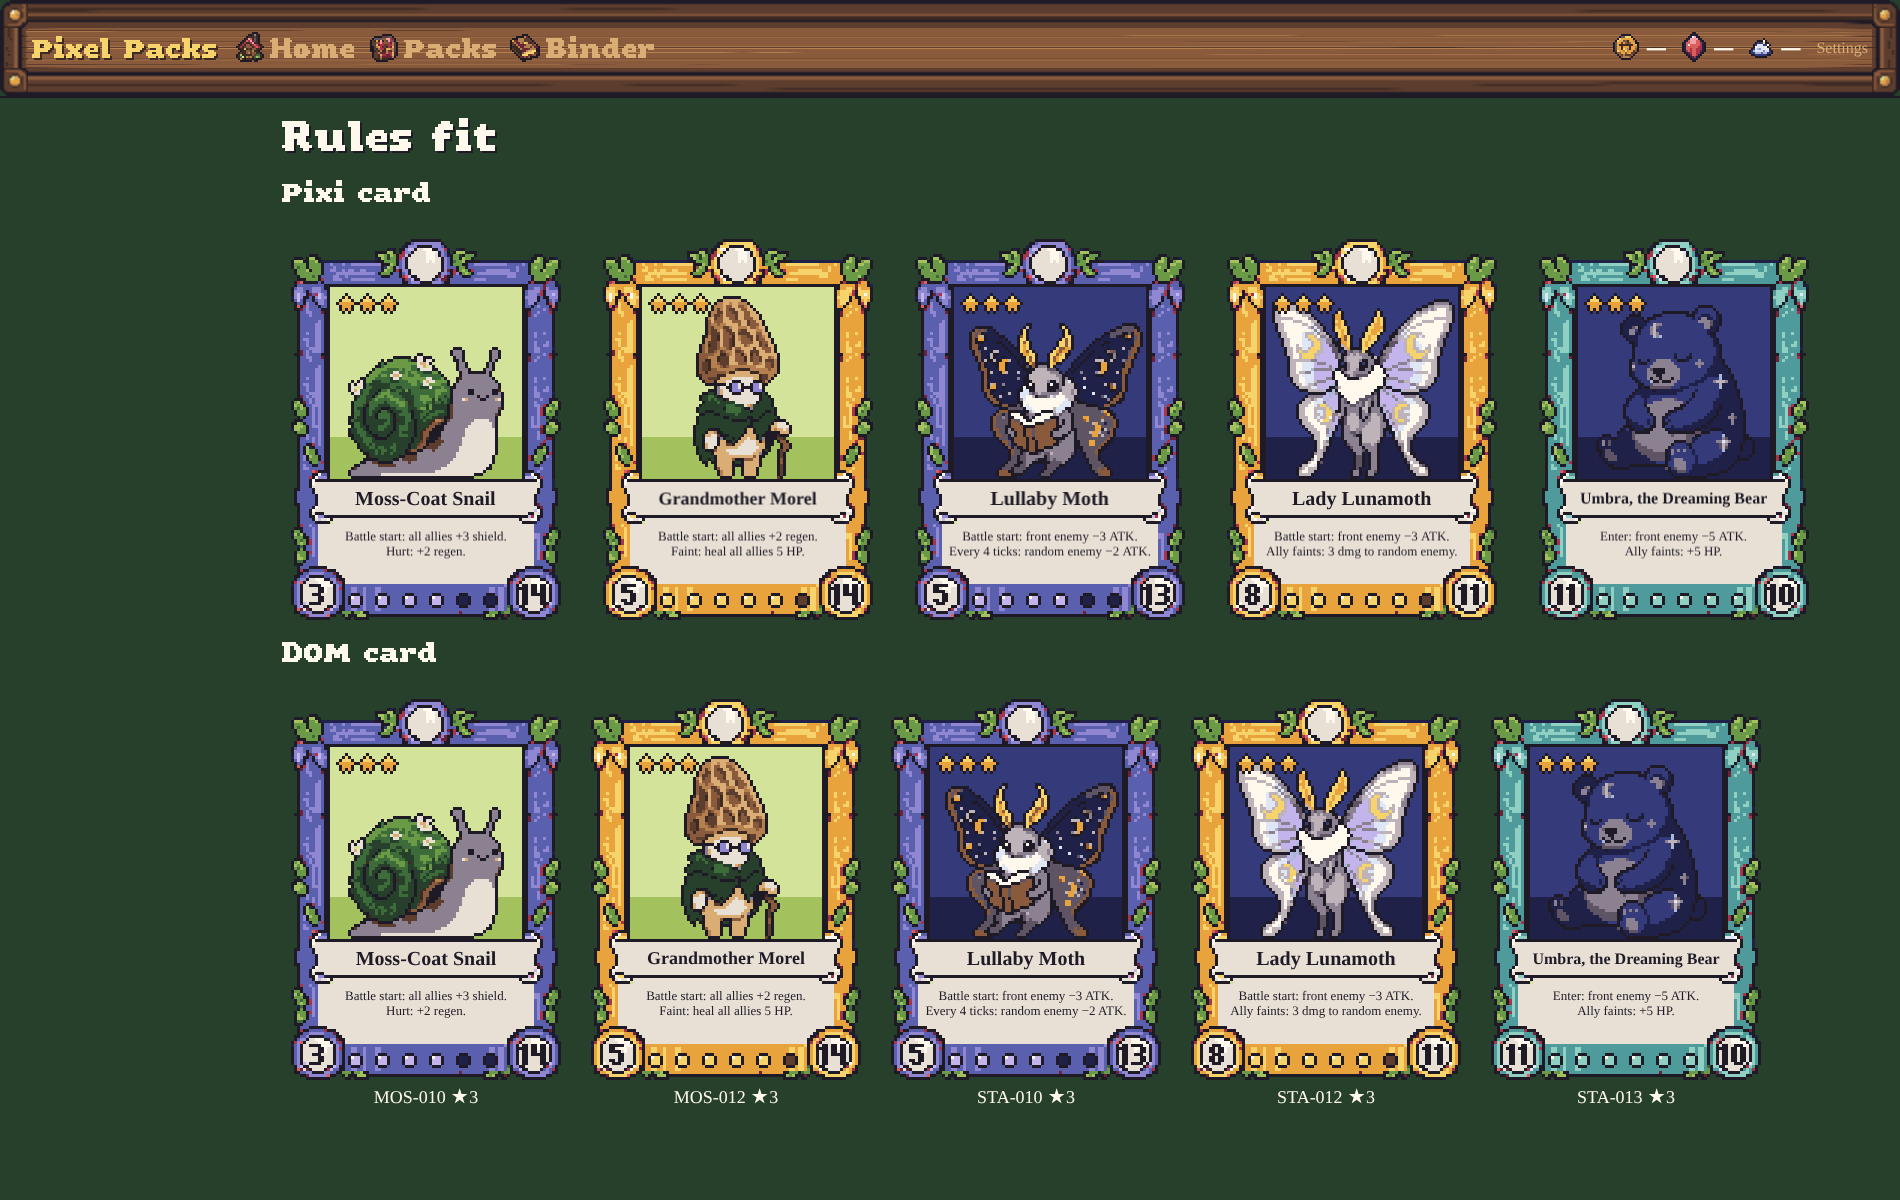 Pixel Packs Home Packs Binder — — — Settings
Rules fit
Pixi card
Moss-Coat Snail
Battle start: all allies +3 shield.
Hurt: +2 regen.
3 14
Grandmother Morel
Battle start: all allies +2 regen.
Faint: heal all allies 5 HP.
5 14
Lullaby Moth
Battle start: front enemy −3 ATK.
Every 4 ticks: random enemy −2 ATK.
5 13
Lady Lunamoth
Battle start: front enemy −3 ATK.
Ally faints: 3 dmg to random enemy.
8 11
Umbra, the Dreaming Bear
Enter: front enemy −5 ATK.
Ally faints: +5 HP.
11 10
DOM card
Moss-Coat Snail
Battle start: all allies +3 shield.
Hurt: +2 regen.
3 14
MOS-010 ★3
Grandmother Morel
Battle start: all allies +2 regen.
Faint: heal all allies 5 HP.
5 14
MOS-012 ★3
Lullaby Moth
Battle start: front enemy −3 ATK.
Every 4 ticks: random enemy −2 ATK.
5 13
STA-010 ★3
Lady Lunamoth
Battle start: front enemy −3 ATK.
Ally faints: 3 dmg to random enemy.
8 11
STA-012 ★3
Umbra, the Dreaming Bear
Enter: front enemy −5 ATK.
Ally faints: +5 HP.
11 10
STA-013 ★3